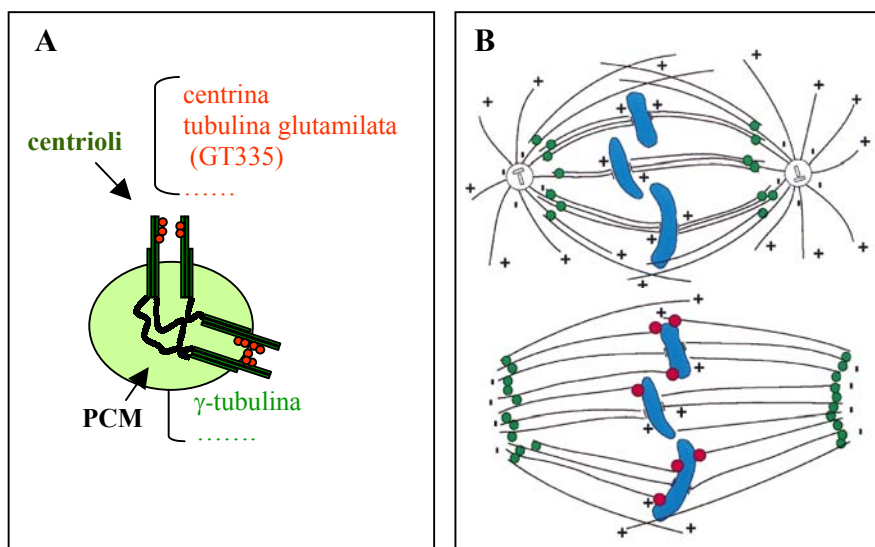 A
centrina
tubulina glutamilata
(GT335)
......
centrioli
PCM
γ-tubulina
.......
B
+ + + + + + + + + + + + + + + +
T T
- - - - - - - -
+ + + + + + + +
- - - - - - - -